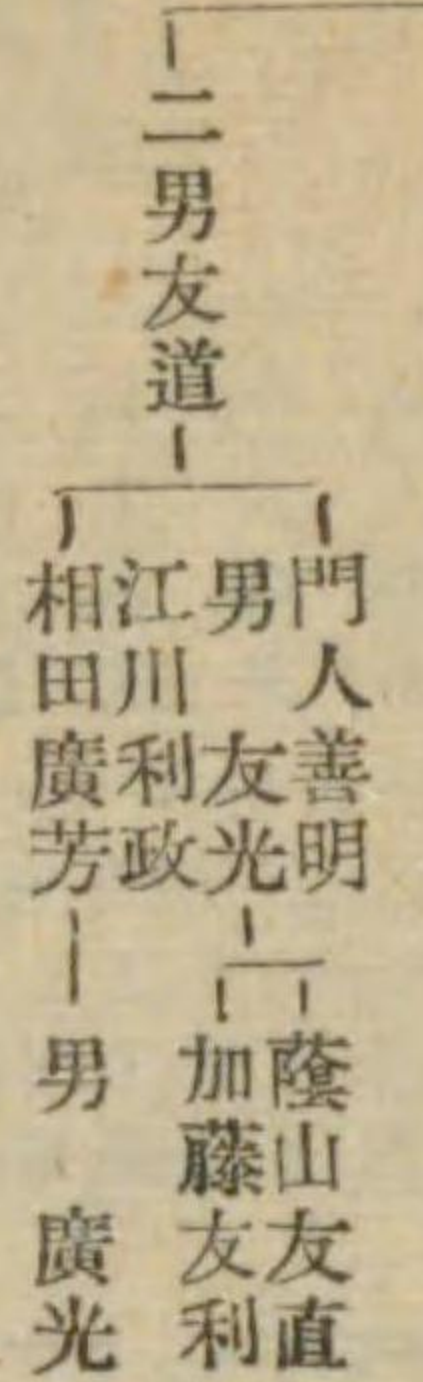 二男友道
門人善明
男　友光
江川利政
相田廣芳
蔭山友直
加藤友利
男　廣光